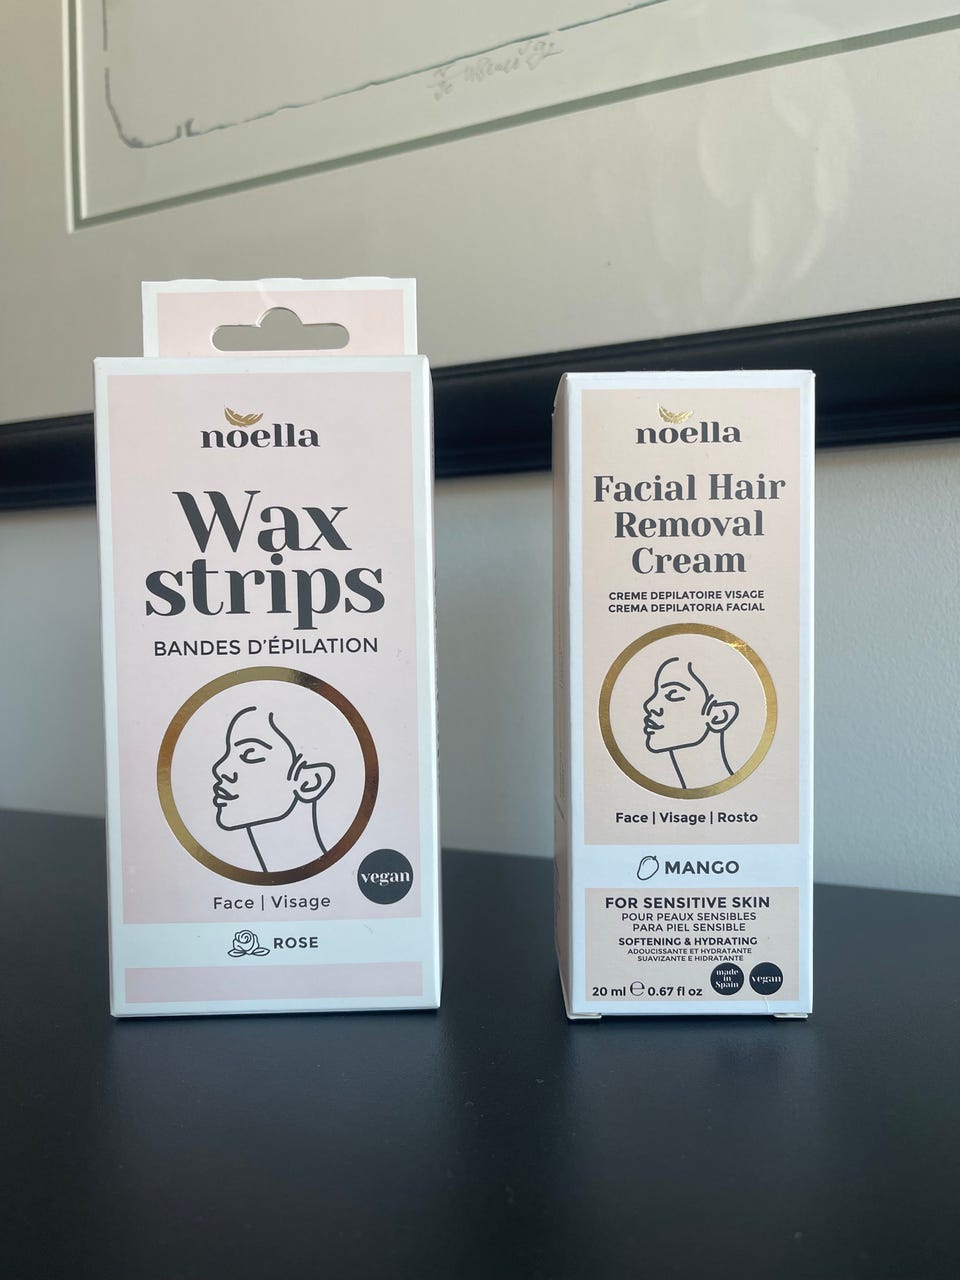 noella
Wax
strips
BANDES D'ÉPILATION
vegan
Face | Visage
ROSE
noella
Facial Hair
Removal
Cream
CREME DEPILATOIRE VISAGE
CREMA DEPILATORIA FACIAL
Face | Visage | Rosto
MANGO
FOR SENSITIVE SKIN
POUR PEAUX SENSIBLES
PARA PIEL SENSIBLE
SOFTENING & HYDRATING
ADOUCISSANTE ET HYDRATANTE
SUAVIZANTE E HIDRATANTE
made
in
Spain
vegan
20 ml ℮ 0.67 fl oz